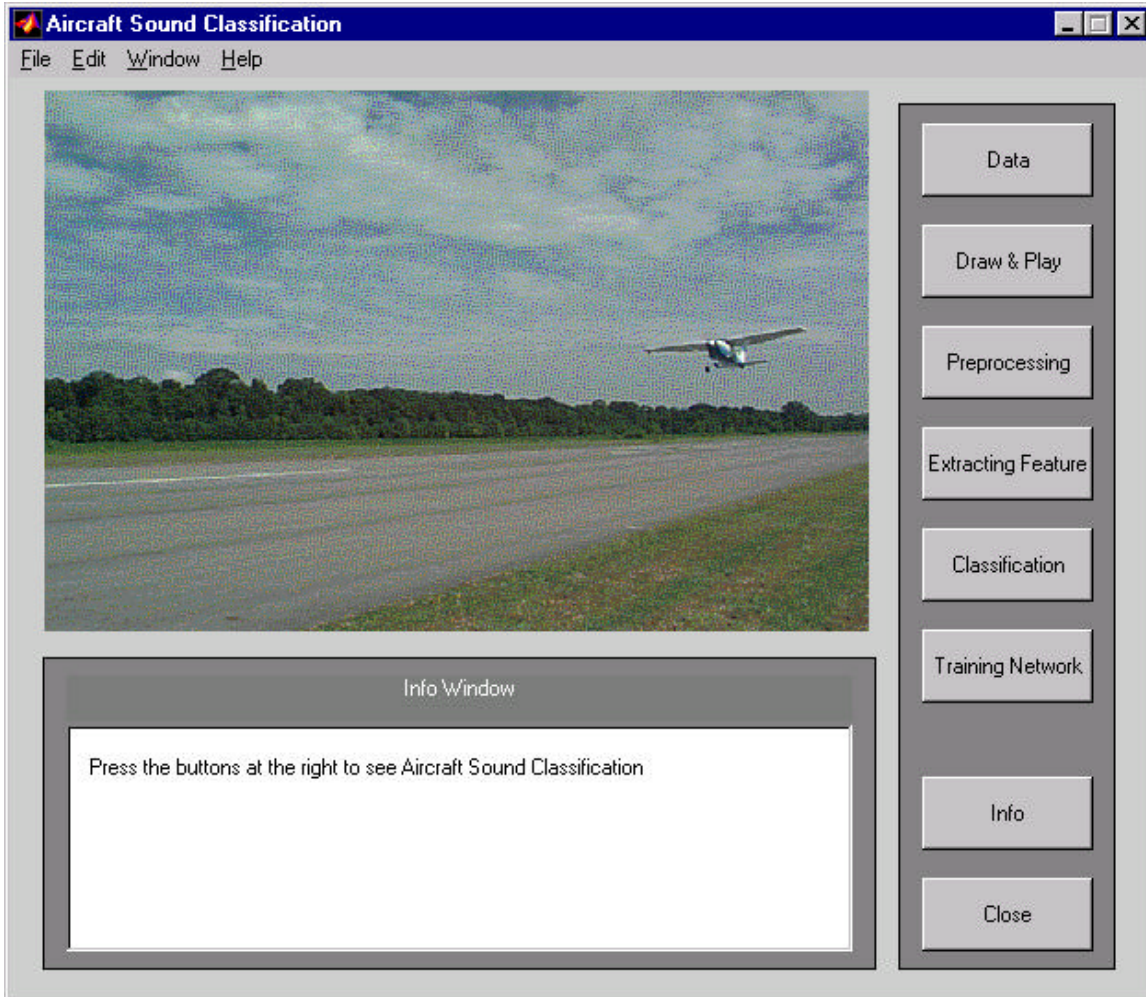 Aircraft Sound Classification
File Edit Window Help
Data
Draw & Play
Preprocessing
Extracting Feature
Classification
Training Network
Info
Close
Info Window
Press the buttons at the right to see Aircraft Sound Classification